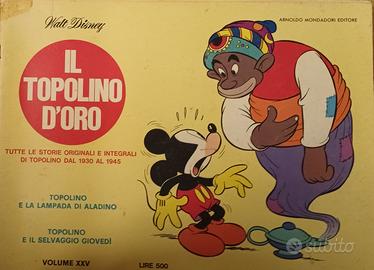 Walt Disney
ARNOLDO MONDADORI EDITORE
IL
TOPOLINO
D'ORO
TUTTE LE STORIE ORIGINALI E INTEGRALI
DI TOPOLINO DAL 1930 AL 1945
TOPOLINO
E LA LAMPADA DI ALADINO
TOPOLINO
E IL SELVAGGIO GIOVEDÌ
VOLUME XXV
LIRE 500
subito